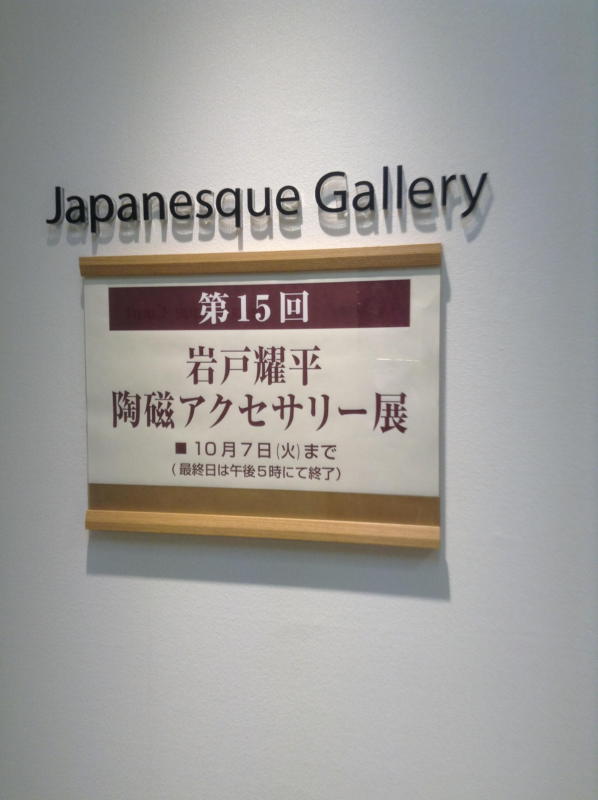 Japanesque Gallery
第15回
岩戸耀平
陶磁アクセサリー展
■ 10月7日(火)まで
(最終日は午後5時にて終了)